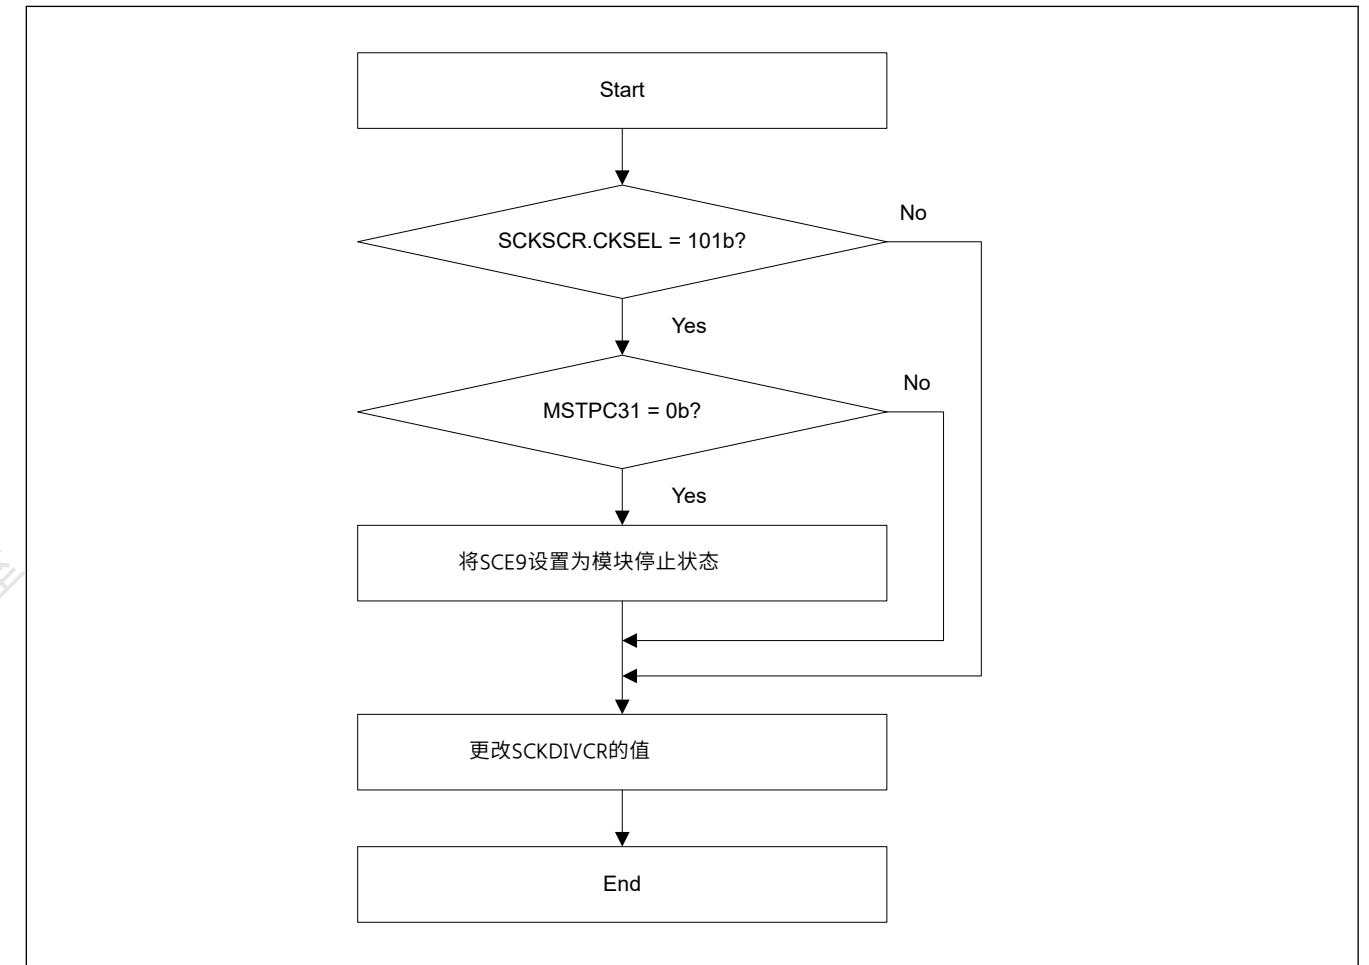 Start
SCKSCR.CKSEL = 101b?
No
Yes
MSTPC31 = 0b?
No
Yes
将SCE9设置为模块停止状态
更改SCKDIVCR的值
End